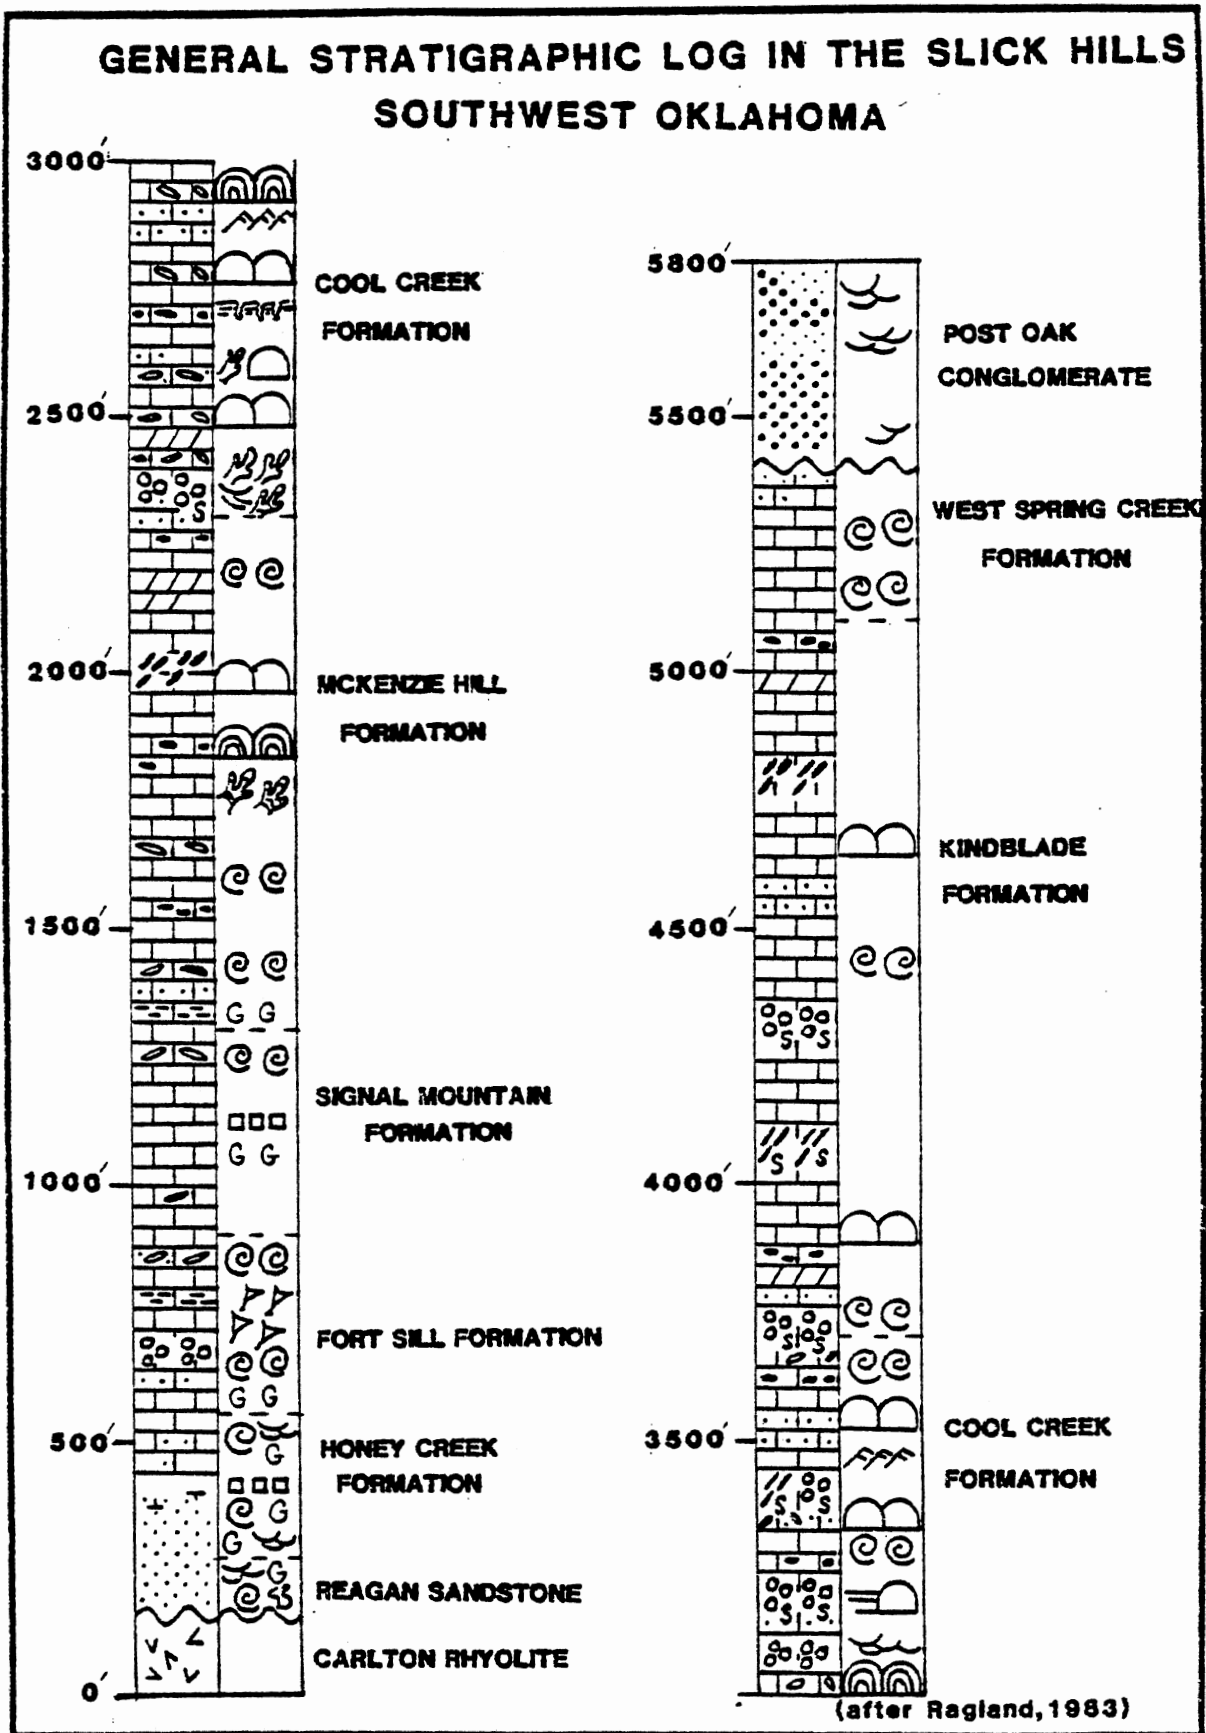 GENERAL STRATIGRAPHIC LOG IN THE SLICK HILLS
SOUTHWEST OKLAHOMA
3000'
COOL CREEK
FORMATION
2500'
2000'
MCKENZIE HILL
FORMATION
1500'
SIGNAL MOUNTAIN
FORMATION
1000'
FORT SILL FORMATION
500'
HONEY CREEK
FORMATION
REAGAN SANDSTONE
CARLTON RHYOLITE
0'
5800'
POST OAK
CONGLOMERATE
5500'
WEST SPRING CREEK
FORMATION
5000'
KINDBLADE
FORMATION
4500'
4000'
COOL CREEK
3500'
FORMATION
(after Ragland, 1983)